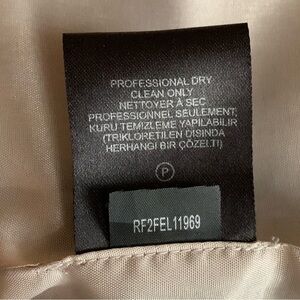 PROFESSIONAL DRY
CLEAN ONLY
NETTOYER À SEC
PROFESSIONNEL SEULEMENT
KURU TEMIZLEME YAPILABILIR
(TRIKLORETILEN DISINDA
HERHANGI BIR ÇÖZELTI)
P
RF2FEL11969